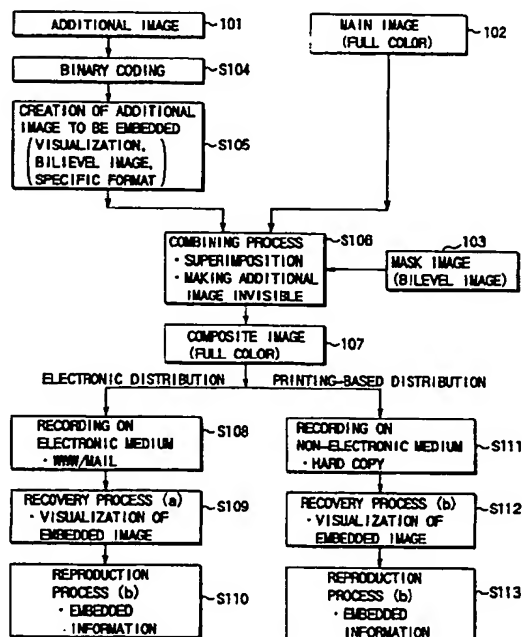 ADDITIONAL IMAGE
101
MAIN IMAGE
(FULL COLOR)
102
BINARY CODING
S104
CREATION OF ADDITIONAL
IMAGE TO BE EMBEDDED
(VISUALIZATION,
BILIEVEL IMAGE,
SPECIFIC FORMAT)
S105
COMBINING PROCESS
· SUPERIMPOSITION
· MAKING ADDITIONAL
IMAGE INVISIBLE
S106
103
MASK IMAGE
(BILEVEL IMAGE)
COMPOSITE IMAGE
(FULL COLOR)
107
ELECTRONIC DISTRIBUTION
PRINTING-BASED DISTRIBUTION
RECORDING ON
ELECTRONIC MEDIUM
· WWW/MAIL
S108
RECORDING ON
NON-ELECTRONIC MEDIUM
· HARD COPY
S111
RECOVERY PROCESS (a)
· VISUALIZATION OF
EMBEDDED IMAGE
S109
RECOVERY PROCESS (b)
· VISUALIZATION OF
EMBEDDED IMAGE
S112
REPRODUCTION
PROCESS (b)
· EMBEDDED
· INFORMATION
S110
REPRODUCTION
PROCESS (b)
· EMBEDDED
INFORMATION
S113